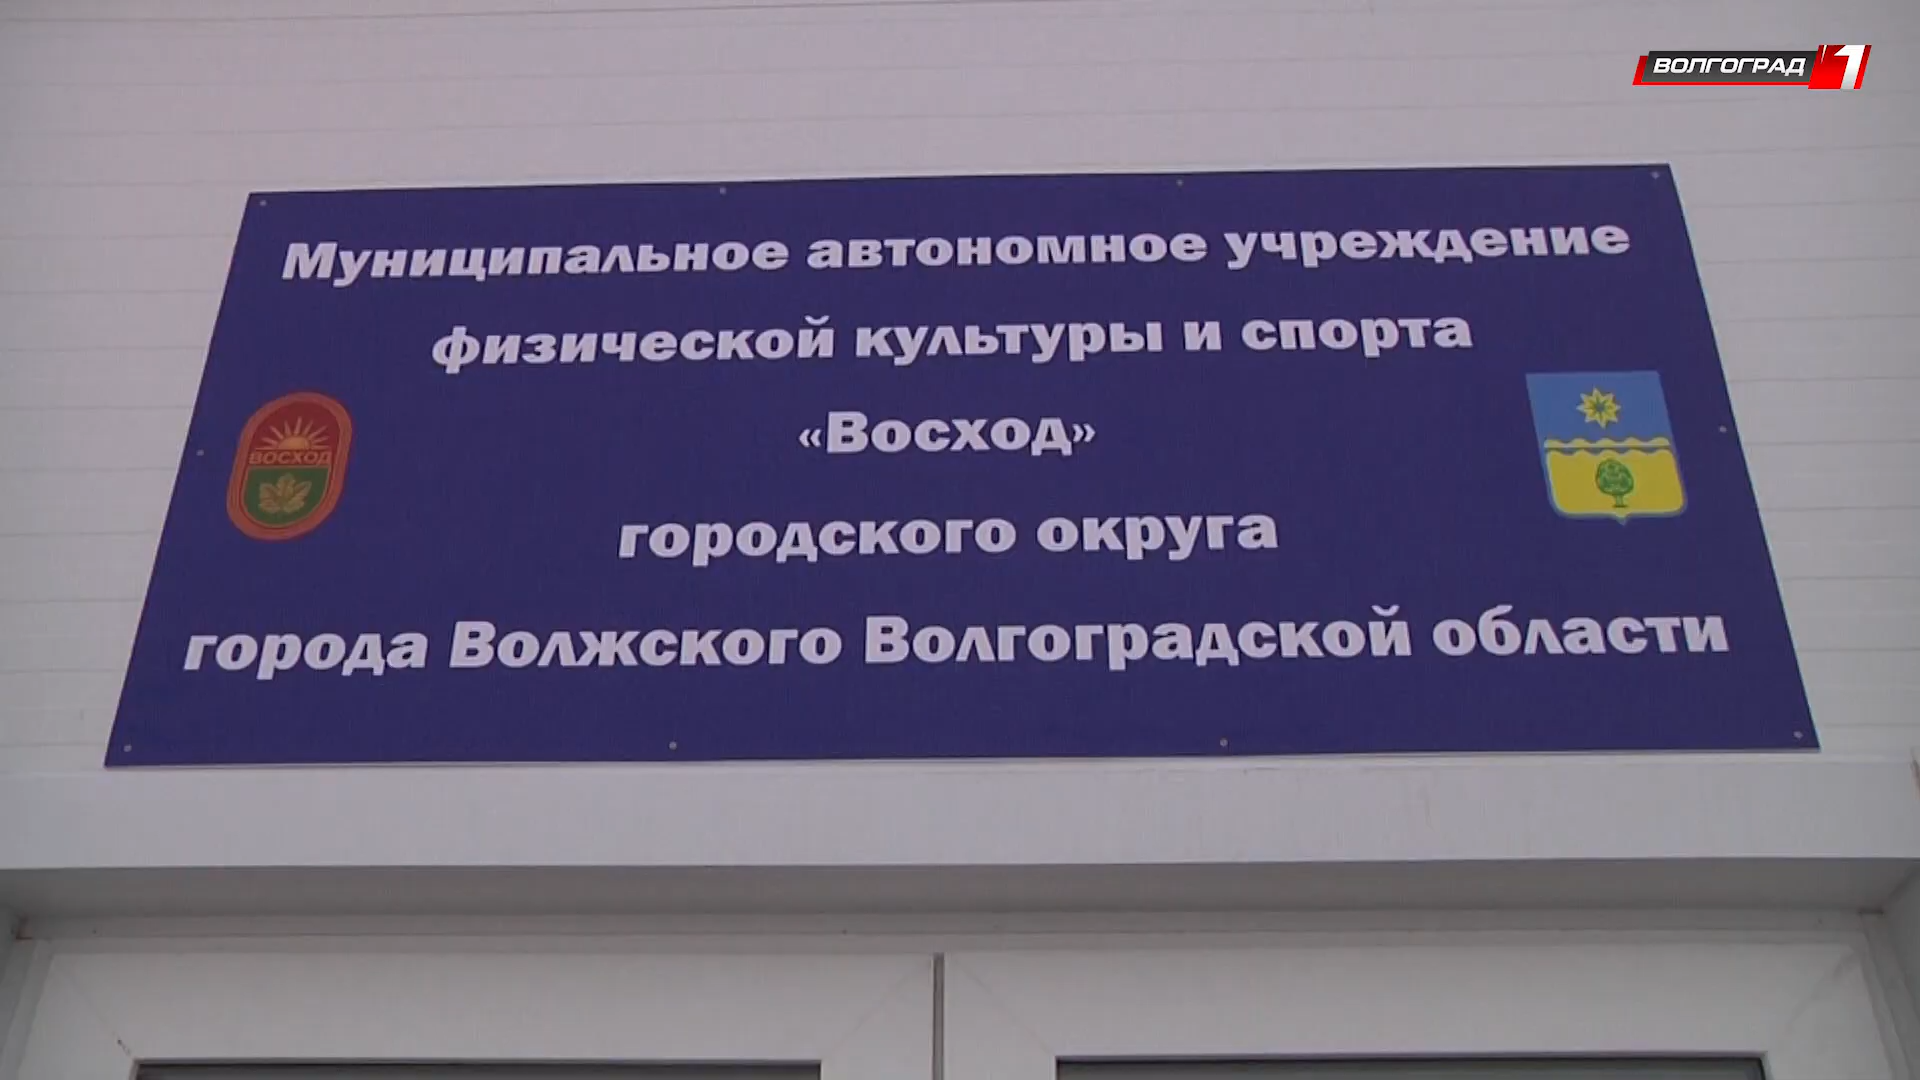 ВОЛГОГРАД 1
Муниципальное автономное учреждение
физической культуры и спорта
«Восход»
ВОСХОД
городского округа
города Волжского Волгоградской области